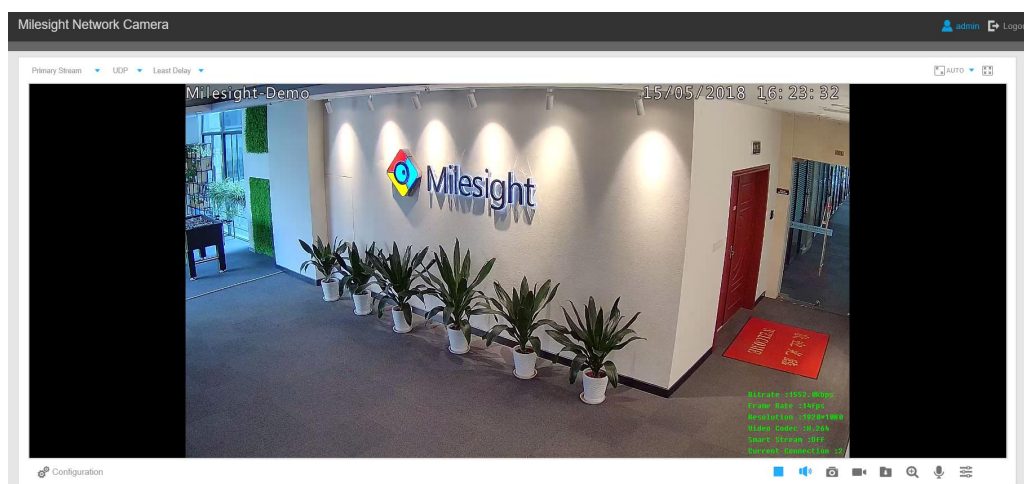 Milesight Network Camera
admin
Primary Stream UDP Least Delay
AUTO
Milesight-Demo 15/05/2018 16:23:32
Milesight
WELCOME
Bitrate :1552.0kbps
Frame Rate :14fps
Resolution :1920*1080
Video Codec :H.264
Smart Stream :OFF
Current Connection :2
Configuration